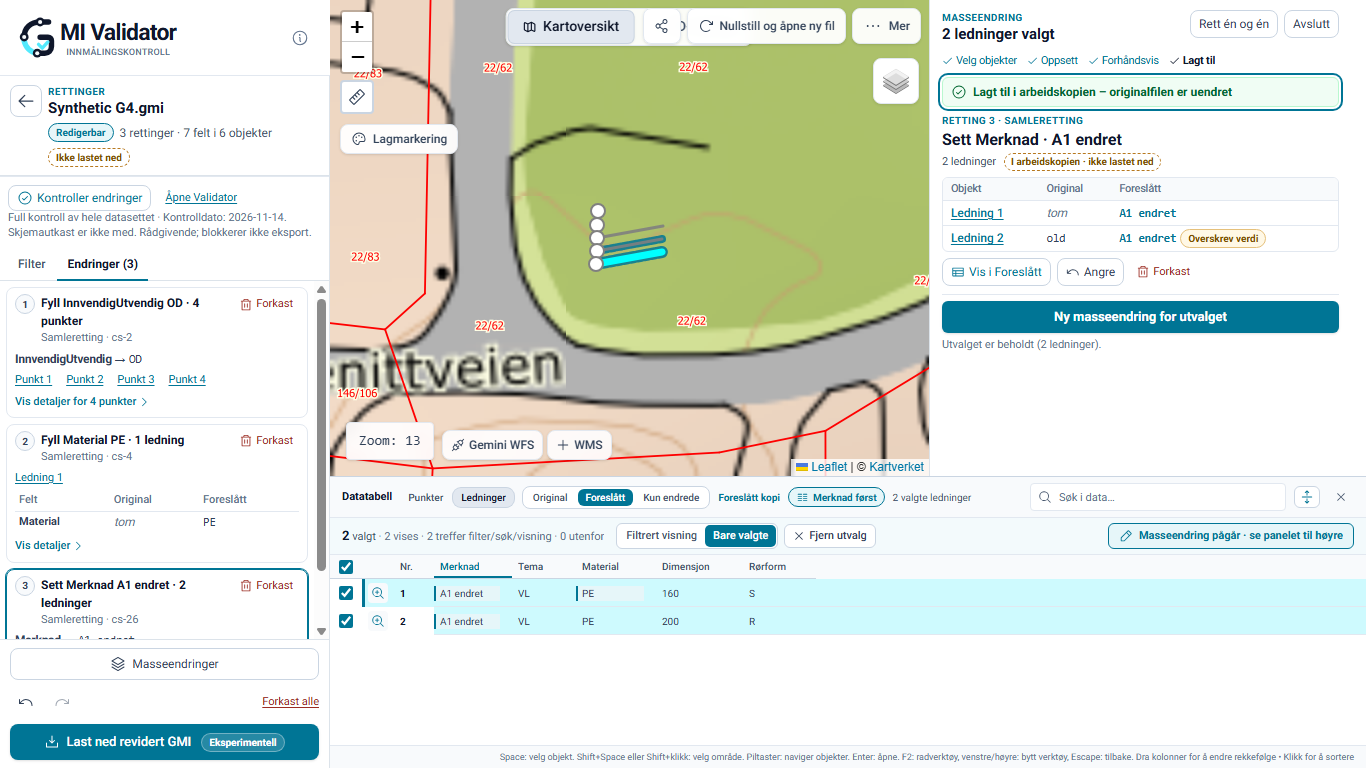 MI Validator
INNMÅLINGSKONTROLL
RETTINGER
Synthetic G4.gmi
Redigerbar 3 rettinger · 7 felt i 6 objekter
Ikke lastet ned
Kontroller endringer Åpne Validator
Full kontroll av hele datasettet · Kontrolldato: 2026-11-14.
Skjemautkast er ikke med. Rådgivende; blokkerer ikke eksport.
Filter Endringer (3)
1 Fyll InnvendigUtvendig OD · 4 punkter Forkast
Samleretting · cs-2
InnvendigUtvendig → OD
Punkt 1 Punkt 2 Punkt 3 Punkt 4
Vis detaljer for 4 punkter
2 Fyll Material PE · 1 ledning Forkast
Samleretting · cs-4
Ledning 1
Felt Original Foreslått
Material tom PE
Vis detaljer
3 Sett Merknad A1 endret · 2 ledninger Forkast
Samleretting · cs-26
Merknad → A1 endret
Masseendringer
Forkast alle
Last ned revidert GMI Eksperimentell
+
−
Kartoversikt
Nullstill og åpne ny fil
Mer
Lagmarkering
22/83
22/62
22/62
22/83
22/62
22/62
22/
146/106
nittveien
Zoom: 13
Gemini WFS
WMS
Leaflet | © Kartverket
MASSEENDRING
2 ledninger valgt
Rett én og én Avslutt
Velg objekter Oppsett Forhåndsvis Lagt til
Lagt til i arbeidskopien – originalfilen er uendret
RETTING 3 · SAMLERETTING
Sett Merknad · A1 endret
2 ledninger I arbeidskopien · ikke lastet ned
Objekt Original Foreslått
Ledning 1 tom A1 endret
Ledning 2 old A1 endret Overskrev verdi
Vis i Foreslått Angre Forkast
Ny masseendring for utvalget
Utvalget er beholdt (2 ledninger).
Datatabell Punkter Ledninger Original Foreslått Kun endrede Foreslått kopi Merknad først 2 valgte ledninger Søk i data…
2 valgt · 2 vises · 2 treffer filter/søk/visning · 0 utenfor Filtrert visning Bare valgte Fjern utvalg Masseendring pågår · se panelet til høyre
Nr. Merknad Tema Material Dimensjon Rørform
1 A1 endret VL PE 160 S
2 A1 endret VL PE 200 R
Space: velg objekt. Shift+Space eller Shift+klikk: velg område. Piltaster: naviger objekter. Enter: åpne. F2: radverktøy, venstre/høyre: bytt verktøy, Escape: tilbake. Dra kolonner for å endre rekkefølge • Klikk for å sortere